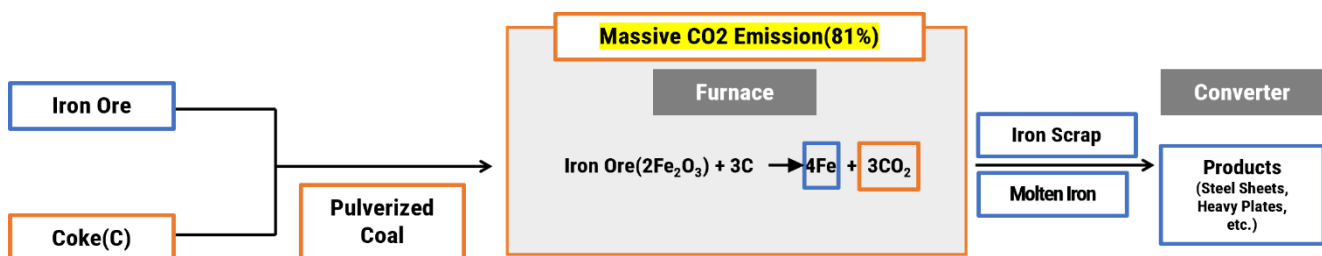 Massive CO2 Emission(81%)
Iron Ore
Coke(C)
Pulverized
Coal
Furnace
Iron Ore(2Fe₂O₃) + 3C → 4Fe + 3CO₂
Iron Scrap
Molten Iron
Converter
Products
(Steel Sheets,
Heavy Plates,
etc.)